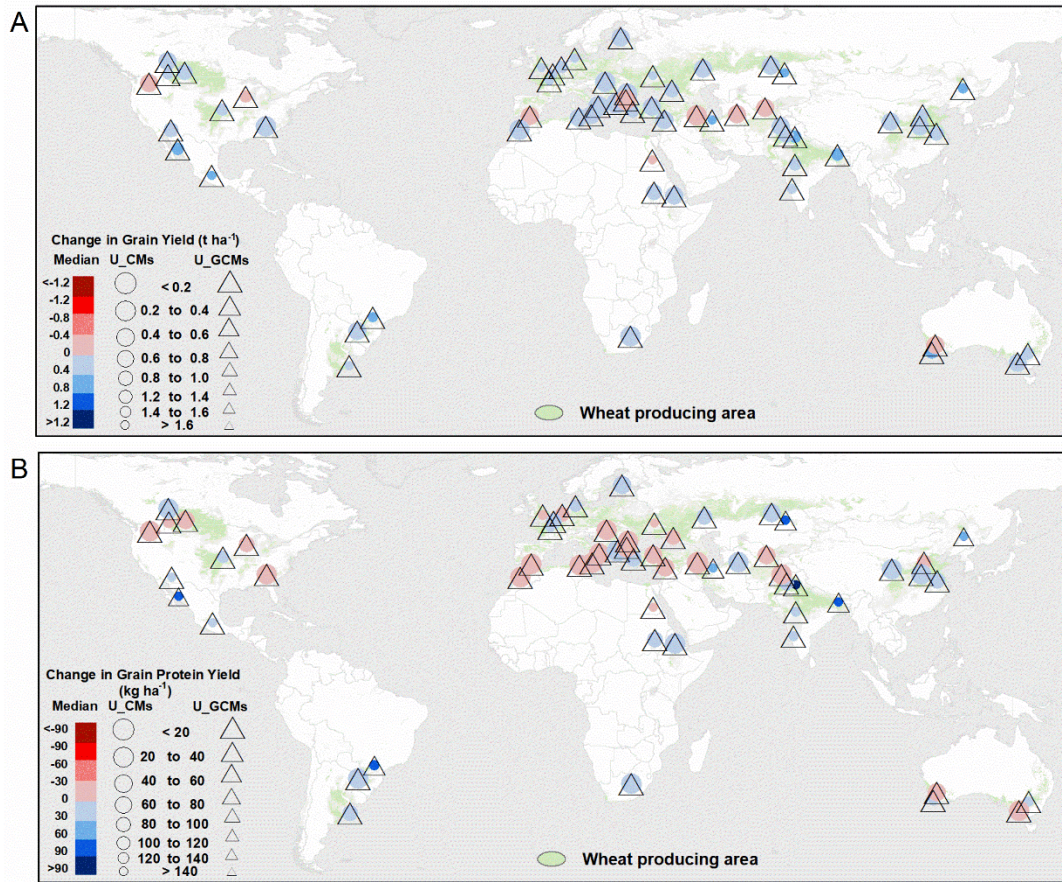 A
Change in Grain Yield (t ha-1)
Median U_CMs U_GCMs
<-1.2 < 0.2
-1.2
-0.8 0.2 to 0.4
-0.4 0.4 to 0.6
0 0.6 to 0.8
0.4 0.8 to 1.0
0.8 1.2 to 1.4
1.2 1.4 to 1.6
>1.2 > 1.6
Wheat producing area
B
Change in Grain Protein Yield
(kg ha-1)
Median U_CMs U_GCMs
<-90 < 20
-90
-60 20 to 40
-30 40 to 60
0 60 to 80
30 80 to 100
60 100 to 120
90 120 to 140
>90 > 140
Wheat producing area